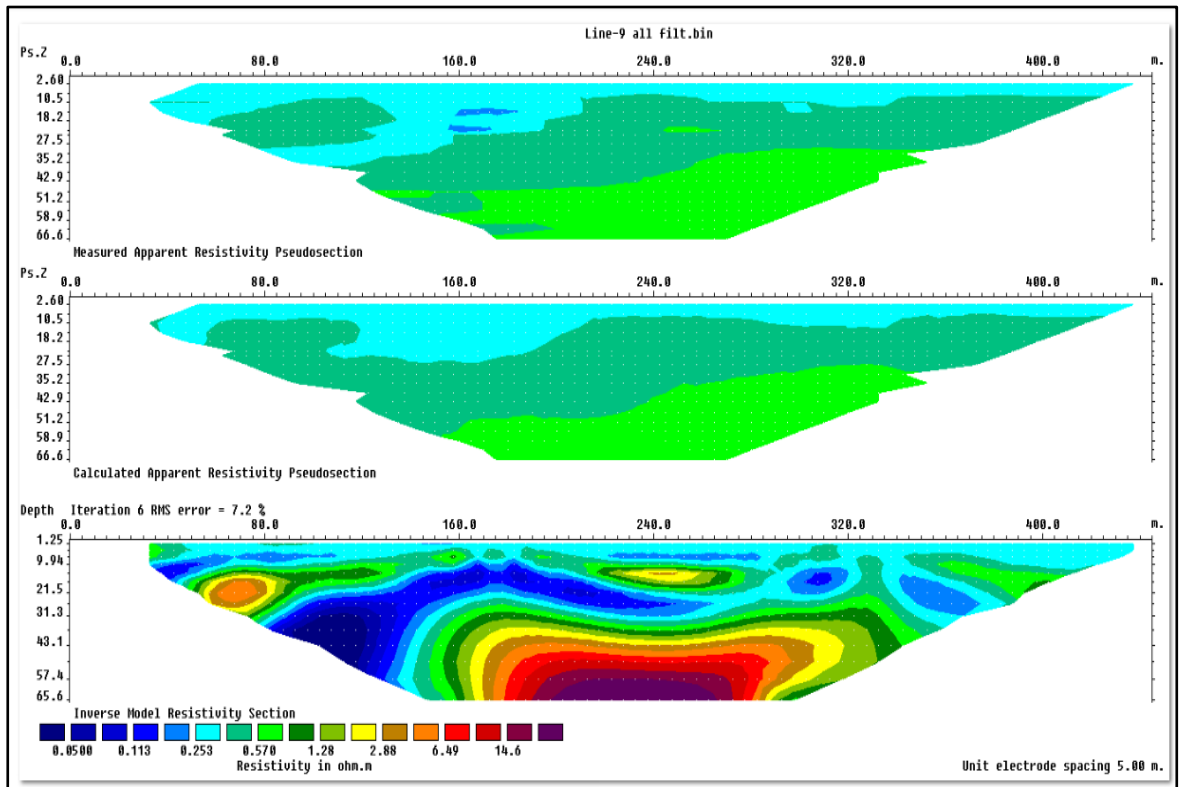 Line-9 all filt.bin
Ps.Z 0.0 80.0 160.0 240.0 320.0 400.0 m.
2.60
10.5
18.2
27.5
35.2
42.9
51.2
58.9
66.6
Measured Apparent Resistivity Pseudosection
Ps.Z 0.0 80.0 160.0 240.0 320.0 400.0 m.
2.60
10.5
18.2
27.5
35.2
42.9
51.2
58.9
66.6
Calculated Apparent Resistivity Pseudosection
Depth Iteration 6 RMS error = 7.2 %
0.0 80.0 160.0 240.0 320.0 400.0 m.
1.25
9.94
21.5
31.3
43.1
57.4
65.6
Inverse Model Resistivity Section
0.0500 0.113 0.253 0.570 1.28 2.88 6.49 14.6
Resistivity in ohm.m Unit electrode spacing 5.00 m.